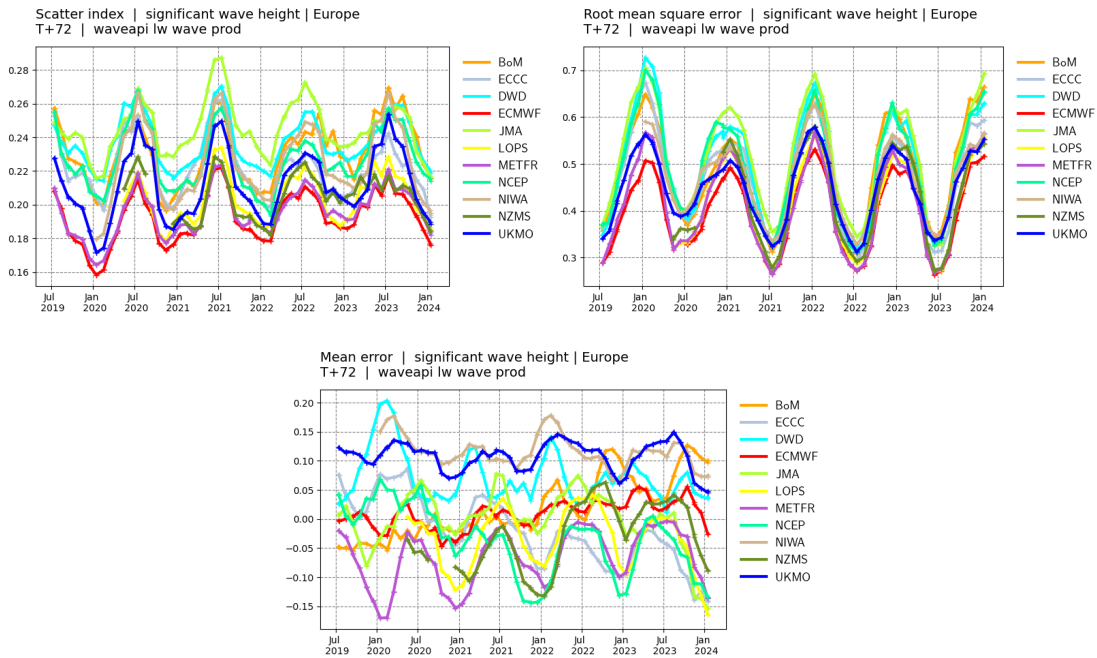 Scatter index | significant wave height | Europe
T+72 | waveapi lw wave prod
0.28
0.26
0.24
0.22
0.20
0.18
0.16
Jul
2019
Jan
2020
Jul
2020
Jan
2021
Jul
2021
Jan
2022
Jul
2022
Jan
2023
Jul
2023
Jan
2024
BoM
ECCC
DWD
ECMWF
JMA
LOPS
METFR
NCEP
NIWA
NZMS
UKMO
Root mean square error | significant wave height | Europe
T+72 | waveapi lw wave prod
0.7
0.6
0.5
0.4
0.3
Jul
2019
Jan
2020
Jul
2020
Jan
2021
Jul
2021
Jan
2022
Jul
2022
Jan
2023
Jul
2023
Jan
2024
BoM
ECCC
DWD
ECMWF
JMA
LOPS
METFR
NCEP
NIWA
NZMS
UKMO
Mean error | significant wave height | Europe
T+72 | waveapi lw wave prod
0.20
0.15
0.10
0.05
0.00
−0.05
−0.10
−0.15
Jul
2019
Jan
2020
Jul
2020
Jan
2021
Jul
2021
Jan
2022
Jul
2022
Jan
2023
Jul
2023
Jan
2024
BoM
ECCC
DWD
ECMWF
JMA
LOPS
METFR
NCEP
NIWA
NZMS
UKMO